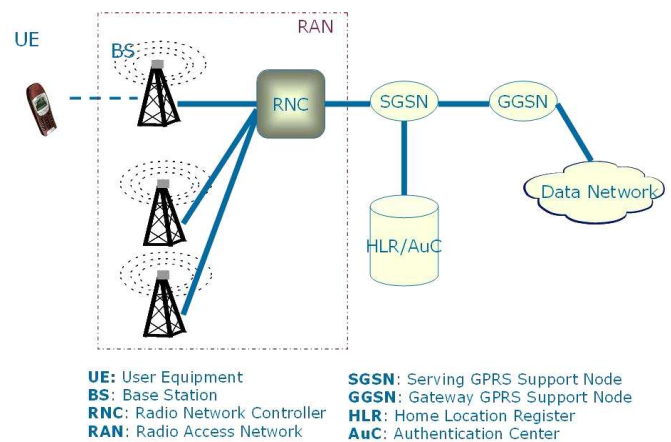 RAN
UE
BS
RNC
SGSN
GGSN
Data Network
HLR/AuC
UE: User Equipment
BS: Base Station
RNC: Radio Network Controller
RAN: Radio Access Network
SGSN: Serving GPRS Support Node
GGSN: Gateway GPRS Support Node
HLR: Home Location Register
AuC: Authentication Center